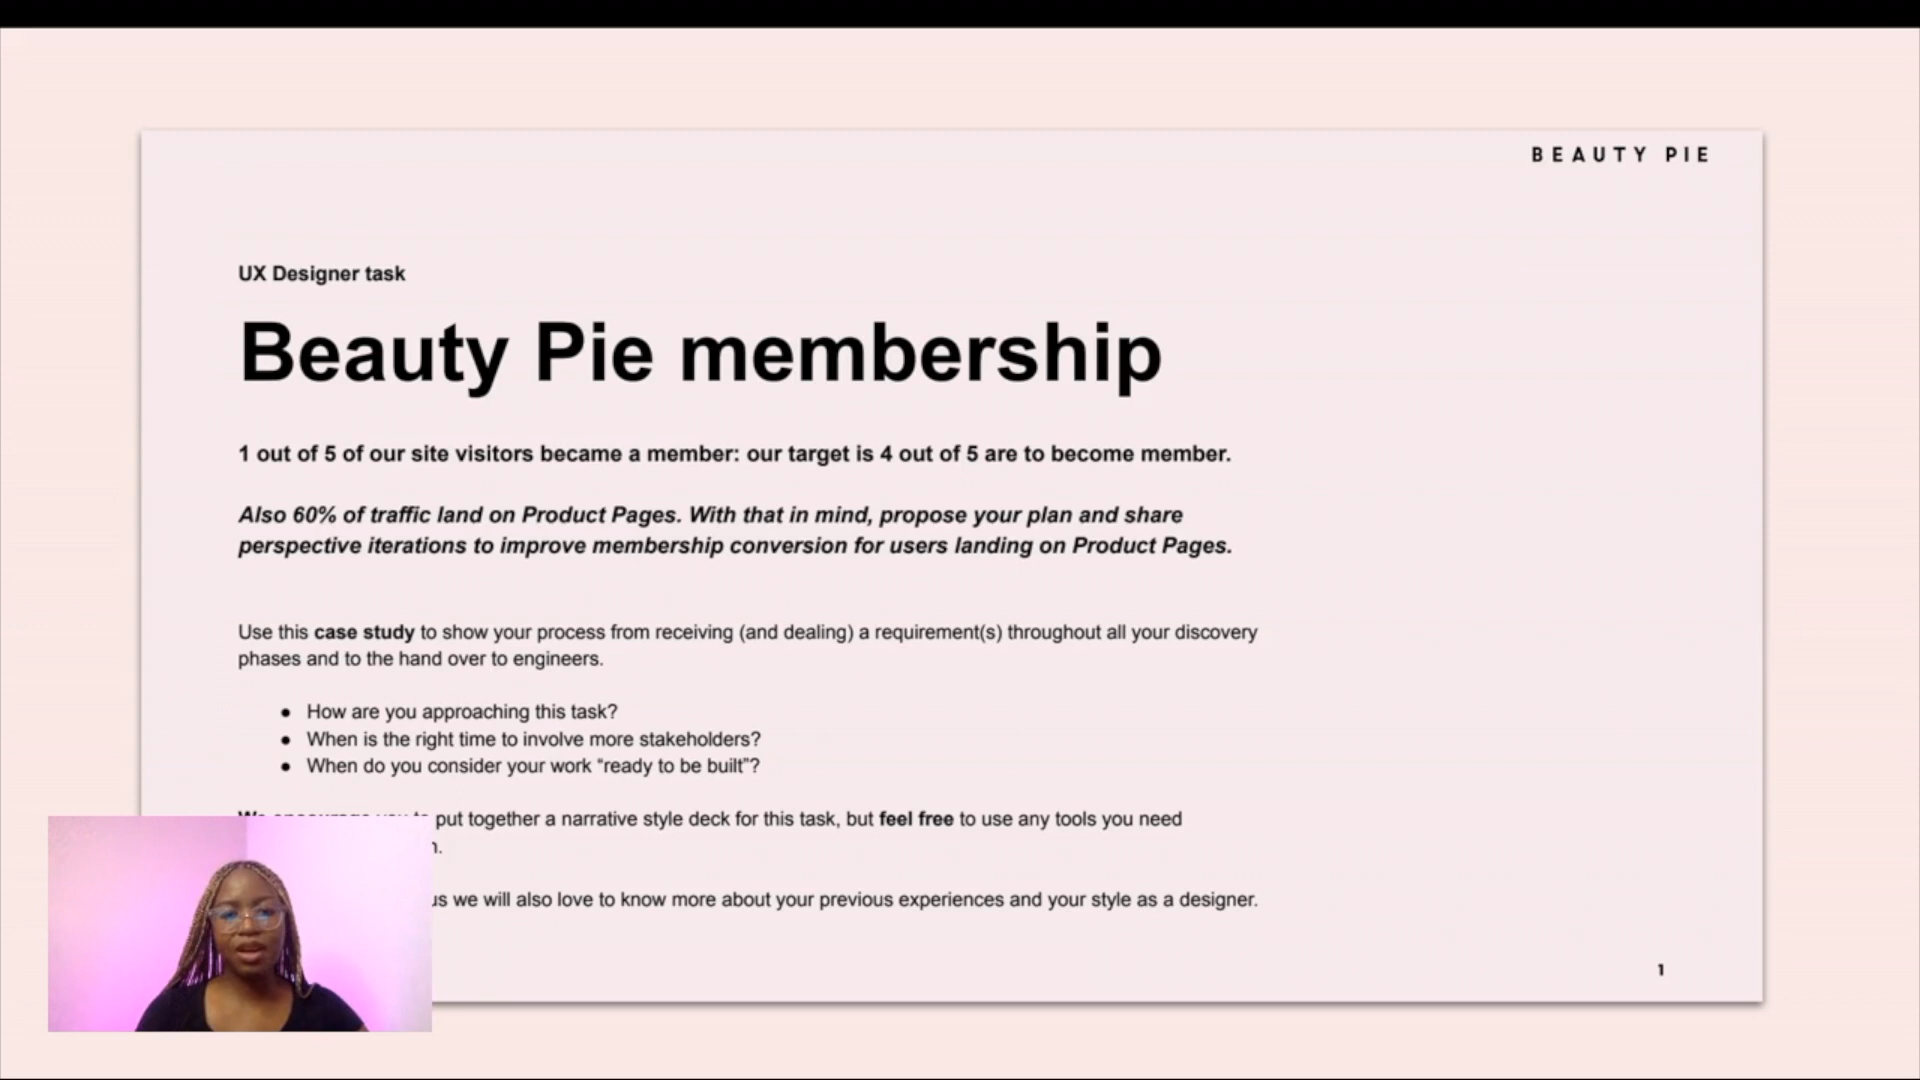 BEAUTY PIE
UX Designer task
Beauty Pie membership
1 out of 5 of our site visitors became a member: our target is 4 out of 5 are to become member.
Also 60% of traffic land on Product Pages. With that in mind, propose your plan and share
perspective iterations to improve membership conversion for users landing on Product Pages.
Use this case study to show your process from receiving (and dealing) a requirement(s) throughout all your discovery
phases and to the hand over to engineers.
● How are you approaching this task?
● When is the right time to involve more stakeholders?
● When do you consider your work “ready to be built”?
We encourage you to put together a narrative style deck for this task, but feel free to use any tools you need
us we will also love to know more about your previous experiences and your style as a designer.
1